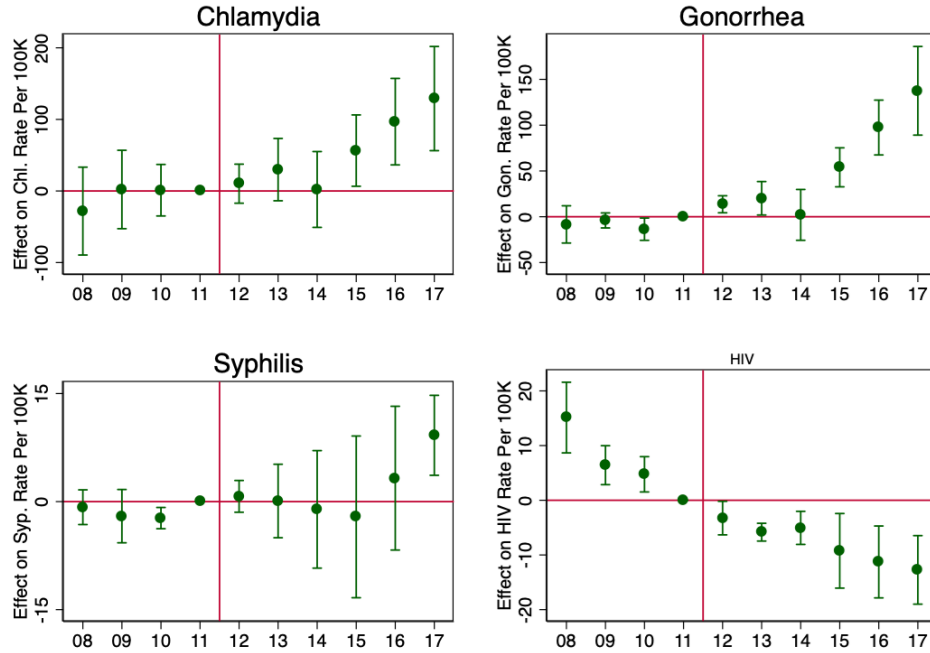 Chlamydia
Effect on Chl. Rate Per 100K
200
100
0
-100
08 09 10 11 12 13 14 15 16 17
Gonorrhea
Effect on Gon. Rate Per 100K
150
100
50
0
-50
08 09 10 11 12 13 14 15 16 17
Syphilis
Effect on Syp. Rate Per 100K
15
0
-15
08 09 10 11 12 13 14 15 16 17
HIV
Effect on HIV Rate Per 100K
20
10
0
-10
-20
08 09 10 11 12 13 14 15 16 17